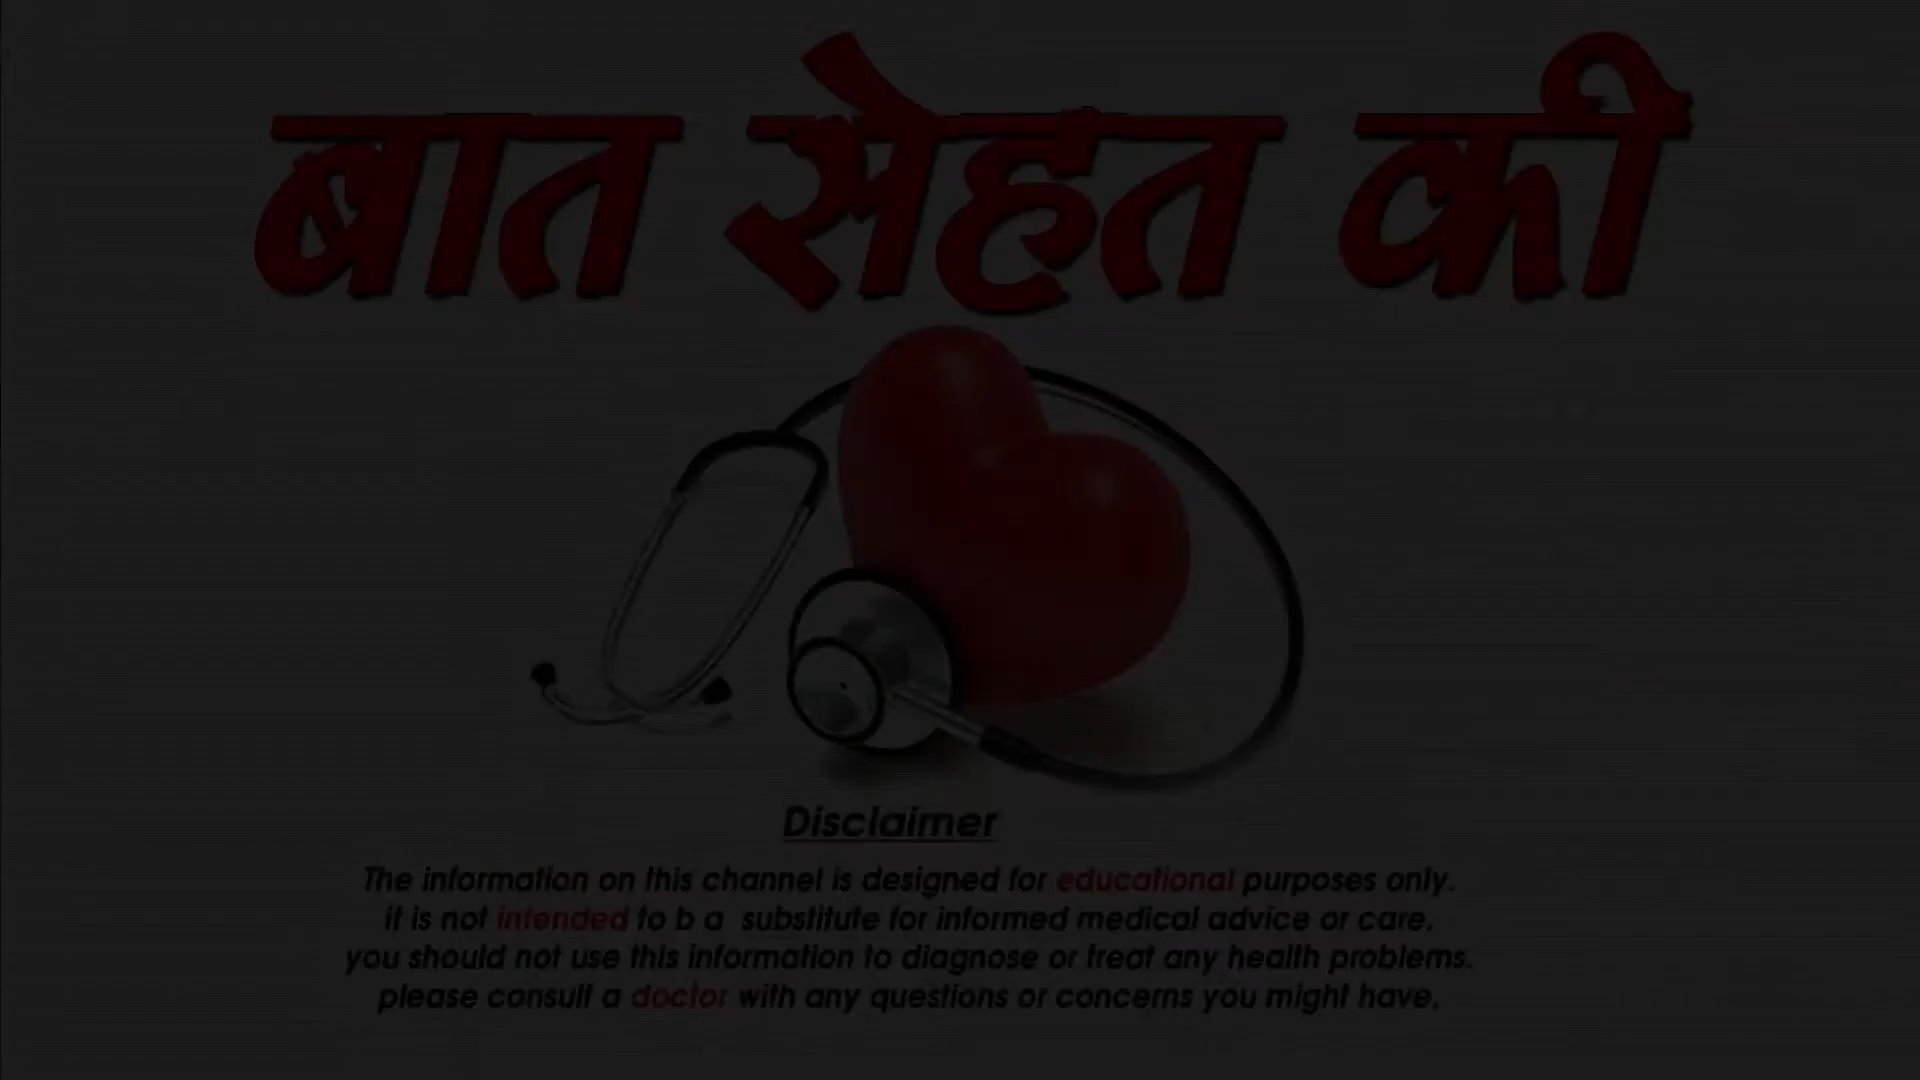 बात सेहत की
Disclaimer
The information on this channel is designed for educational purposes only.
it is not intended to b a substitute for informed medical advice or care.
you should not use this information to diagnose or treat any health problems.
please consult a doctor with any questions or concerns you might have.